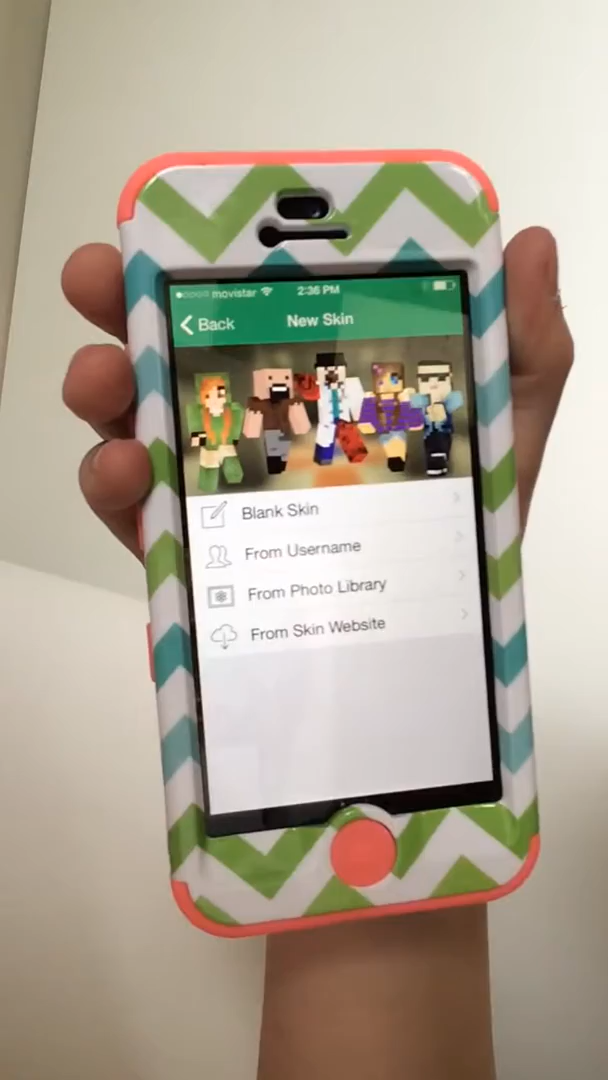 movistar 2:36 PM
Back New Skin
Blank Skin
From Username
From Photo Library
From Skin Website